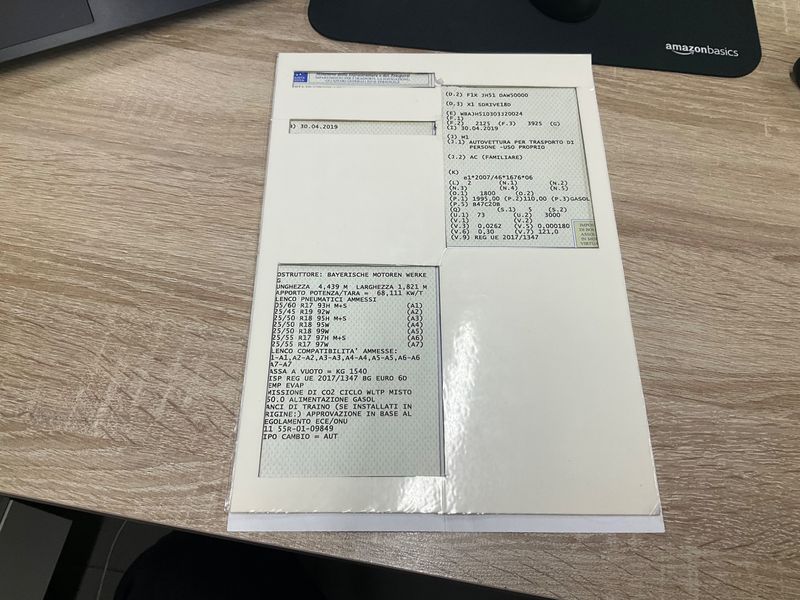 amazonbasics
Ministero delle Infrastrutture e dei Trasporti
(D.2) F1X JH51 DAW50000
(D.3) X1 SDRIVE18D
(E) WBAJH510303J20024
(F.1)
(F.2) 2125 (F.3) 3925 (G)
(I) 30.04.2019
(J) M1
(J.1) AUTOVETTURA PER TRASPORTO DI
PERSONE -USO PROPRIO
(J.2) AC (FAMILIARE)
(K)
e1*2007/46*1676*06
(L) 2 (N.1) (N.2)
(N.3) (N.4) (N.5)
(O.1) 1800 (O.2)
(P.1) 1995,00 (P.2)110,00 (P.3)GASOL
(P.5) B47C20B
(Q) (S.1) 5 (S.2)
(U.1) 73 (U.2) 3000
(V.1) (V.2)
(V.3) 0,0262 (V.5) 0,000180
(V.6) 0,30 (V.7) 121,0
(V.9) REG UE 2017/1347
) 30.04.2019
OSTRUTTORE: BAYERISCHE MOTOREN WERKE
G
UNGHEZZA 4,439 M LARGHEZZA 1,821 M
APPORTO POTENZA/TARA = 68,111 KW/T
LENCO PNEUMATICI AMMESSI
05/60 R17 93H M+S (A1)
25/45 R19 92W (A2)
25/50 R18 95H M+S (A3)
25/50 R18 95W (A4)
25/50 R18 99W (A5)
25/55 R17 97H M+S (A6)
25/55 R17 97W (A7)
LENCO COMPATIBILITA' AMMESSE:
1-A1,A2-A2,A3-A3,A4-A4,A5-A5,A6-A6
A7-A7
ASSA A VUOTO = KG 1540
ISP REG UE 2017/1347 BG EURO 6D
EMP EVAP
MISSIONE DI CO2 CICLO WLTP MISTO
50.0 ALIMENTAZIONE GASOL
ANCI DI TRAINO (SE INSTALLATI IN
RIGINE:) APPROVAZIONE IN BASE AL
EGOLAMENTO ECE/ONU
11 55R-01-09849
IPO CAMBIO = AUT